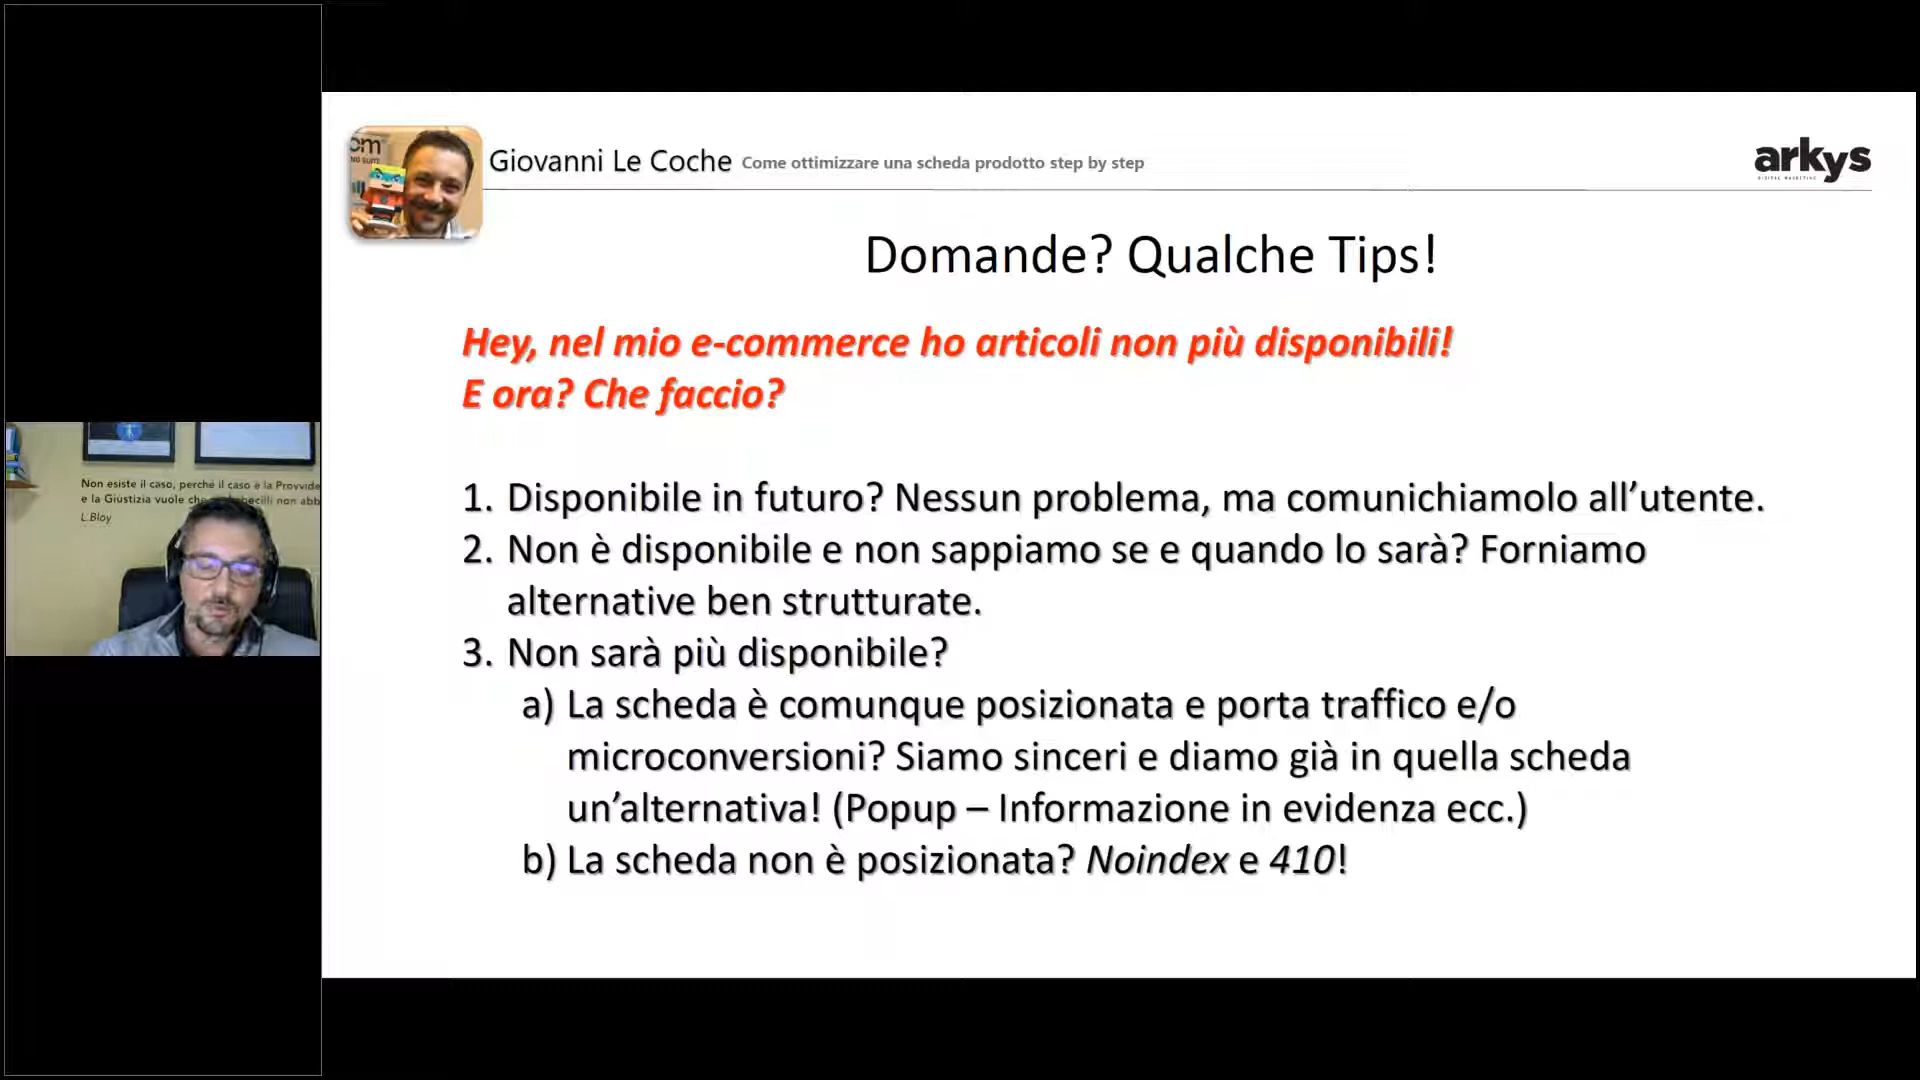 Giovanni Le Coche Come ottimizzare una scheda prodotto step by step
arkys
DIGITAL MARKETING
Domande? Qualche Tips!
Hey, nel mio e-commerce ho articoli non più disponibili!
E ora? Che faccio?
1. Disponibile in futuro? Nessun problema, ma comunichiamolo all’utente.
2. Non è disponibile e non sappiamo se e quando lo sarà? Forniamo
alternative ben strutturate.
3. Non sarà più disponibile?
a) La scheda è comunque posizionata e porta traffico e/o
microconversioni? Siamo sinceri e diamo già in quella scheda
un’alternativa! (Popup – Informazione in evidenza ecc.)
b) La scheda non è posizionata? Noindex e 410!
Non esiste il caso, perché il caso è la Provvide
e la Giustizia vuole che non abb
L.Bloy